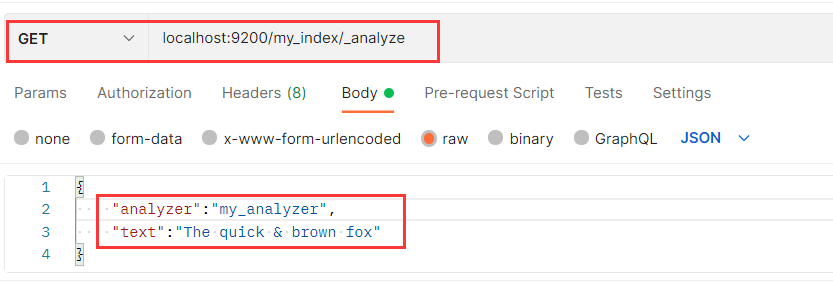 GET localhost:9200/my_index/_analyze
Params Authorization Headers (8) Body Pre-request Script Tests Settings
none form-data x-www-form-urlencoded raw binary GraphQL JSON
1 {
2 "analyzer":"my_analyzer",
3 "text":"The quick & brown fox"
4 }